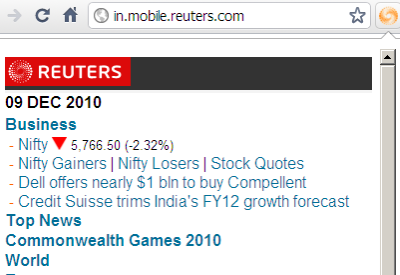 in.mobile.reuters.com
REUTERS
09 DEC 2010
Business
- Nifty 5,766.50 (-2.32%)
- Nifty Gainers | Nifty Losers | Stock Quotes
- Dell offers nearly $1 bln to buy Compellent
- Credit Suisse trims India's FY12 growth forecast
Top News
Commonwealth Games 2010
World